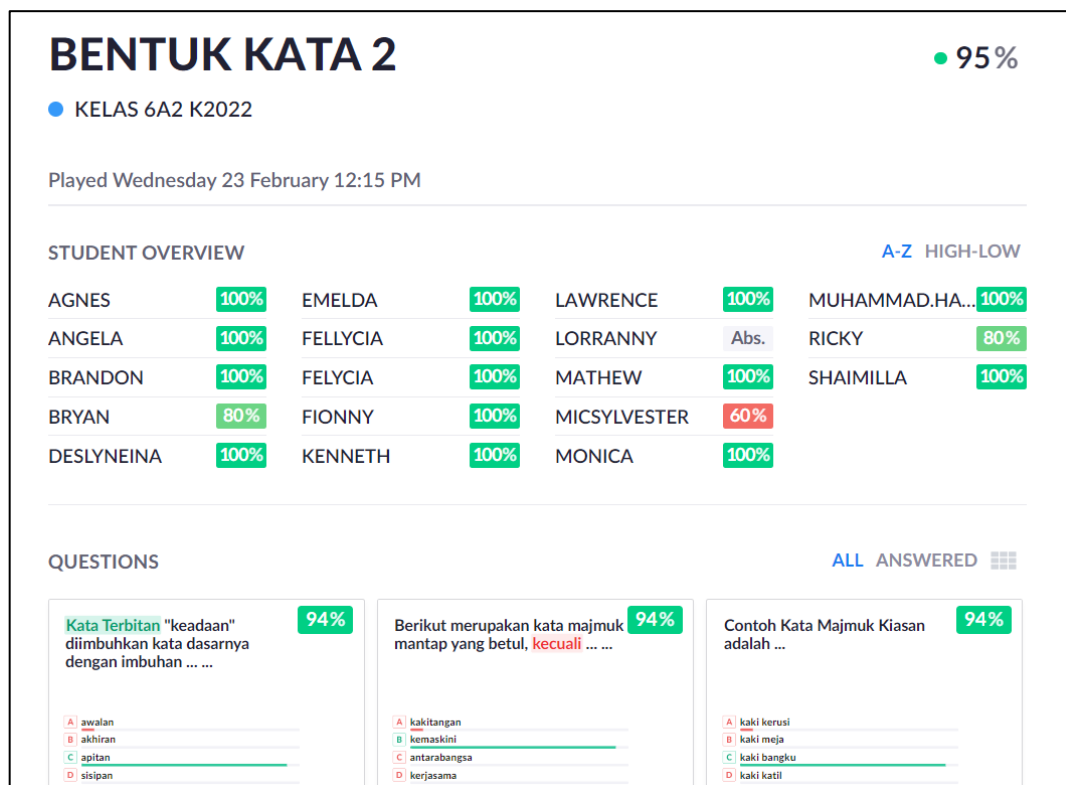 BENTUK KATA 2
95%
KELAS 6A2 K2022
Played Wednesday 23 February 12:15 PM
STUDENT OVERVIEW
A-Z HIGH-LOW
AGNES 100% EMELDA 100% LAWRENCE 100% MUHAMMAD.HA... 100%
ANGELA 100% FELLYCIA 100% LORRANNY Abs. RICKY 80%
BRANDON 100% FELYCIA 100% MATHEW 100% SHAIMILLA 100%
BRYAN 80% FIONNY 100% MICSYLVESTER 60%
DESLYNEINA 100% KENNETH 100% MONICA 100%
QUESTIONS
ALL ANSWERED
Kata Terbitan "keadaan"
diimbuhkan kata dasarnya
dengan imbuhan ... ...
94%
A awalan
B akhiran
C apitan
D sisipan
Berikut merupakan kata majmuk
mantap yang betul, kecuali ... ...
94%
A kakitangan
B kemaskini
C antarabangsa
D kerjasama
Contoh Kata Majmuk Kiasan
adalah ...
94%
A kaki kerusi
B kaki meja
C kaki bangku
D kaki katil